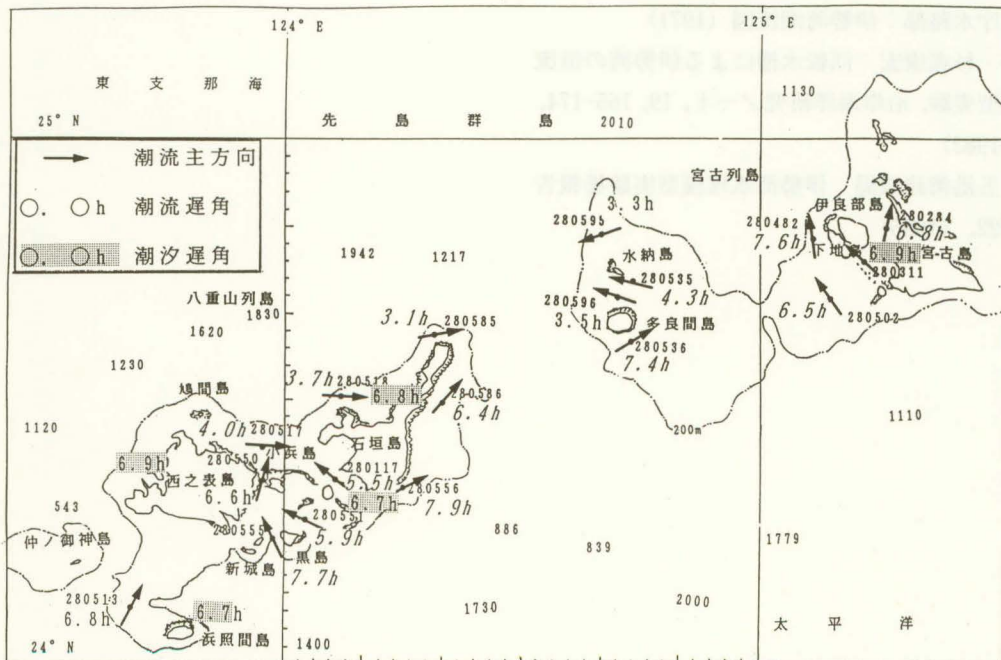 124° E
125° E
東支那海
25° N
先島群島
2010
1130
潮流主方向
○. ○h 潮流遅角
○. ○h 潮汐遅角
宮古列島
3.3h
伊良部島
280595
280482
280284
水納島
7.6h
6.8h
1942
1217
下地
6.9h
宮古島
280535
280311
八重山列島
1830
280596
4.3h
3.1h
280585
3.5h
多良間島
6.5h
280502
1620
280536
7.4h
1230
3.7h
280518
6.8h
280586
鳩間島
6.4h
1120
4.0h
280517
石垣島
1110
200m
小浜島
280550
6.9h
280117
西之表島
5.5h
280556
6.6h
6.7h
7.9h
543
280551
886
280555
5.9h
839
1779
仲ノ御神島
黒島
新城島
7.7h
280513
6.8h
6.7h
1730
2000
太平洋
浜照間島
24° N
1400